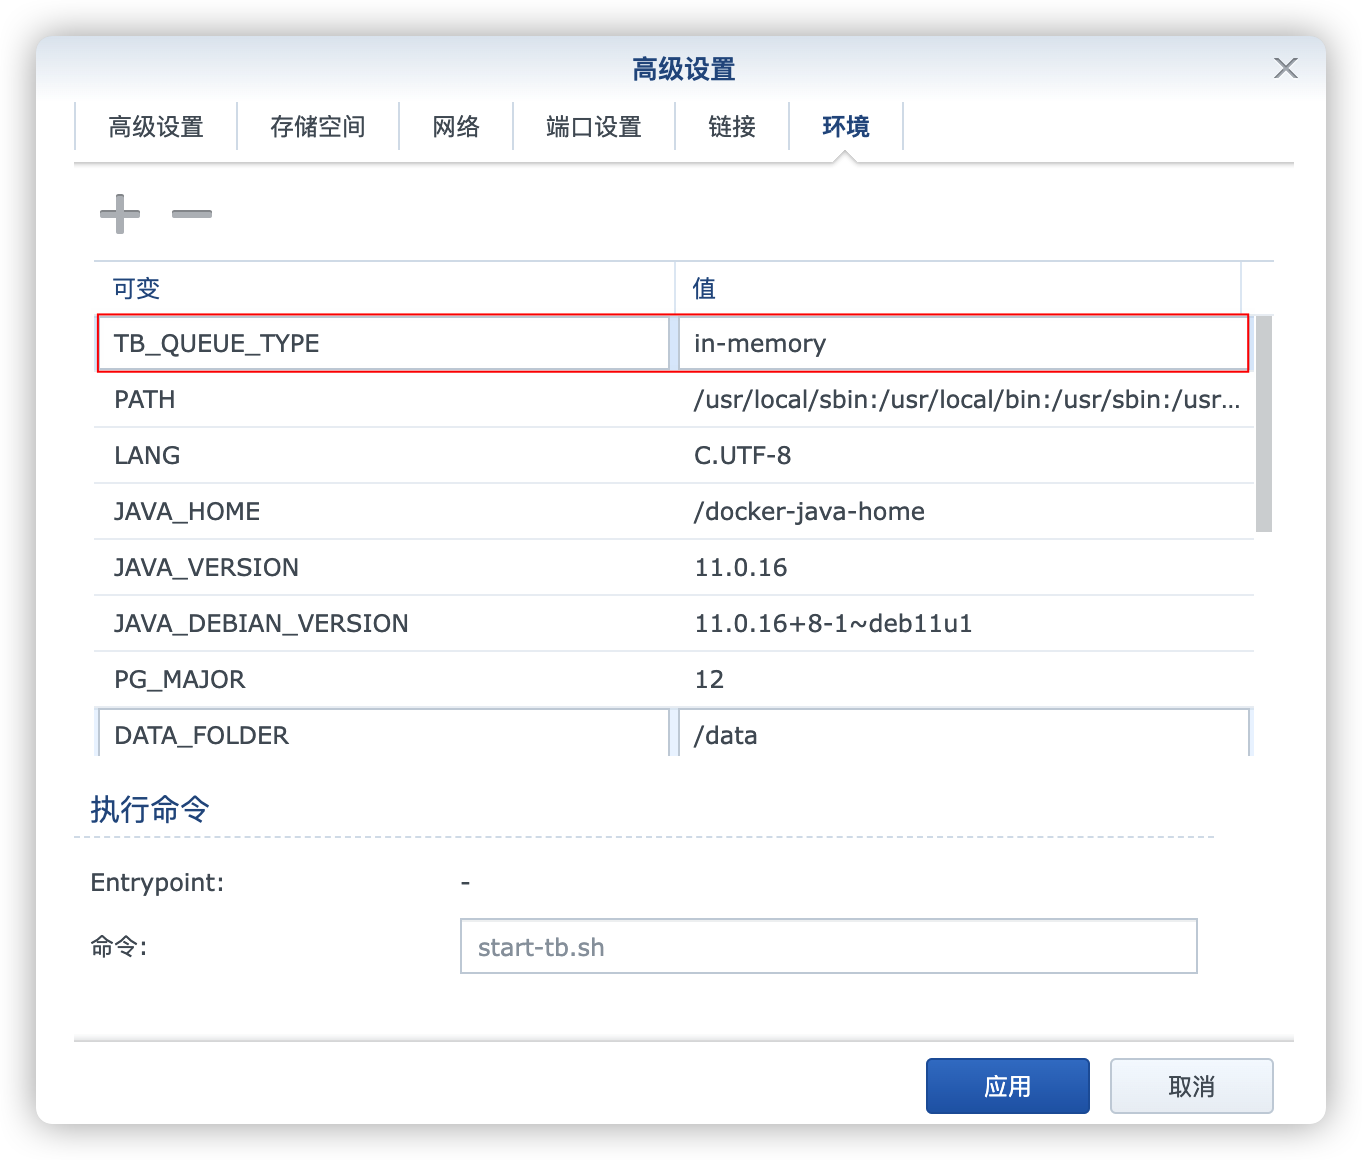 高级设置
高级设置 存储空间 网络 端口设置 链接 环境
可变 值
TB_QUEUE_TYPE in-memory
PATH /usr/local/sbin:/usr/local/bin:/usr/sbin:/usr...
LANG C.UTF-8
JAVA_HOME /docker-java-home
JAVA_VERSION 11.0.16
JAVA_DEBIAN_VERSION 11.0.16+8-1~deb11u1
PG_MAJOR 12
DATA_FOLDER /data
执行命令
Entrypoint: -
命令: start-tb.sh
应用 取消